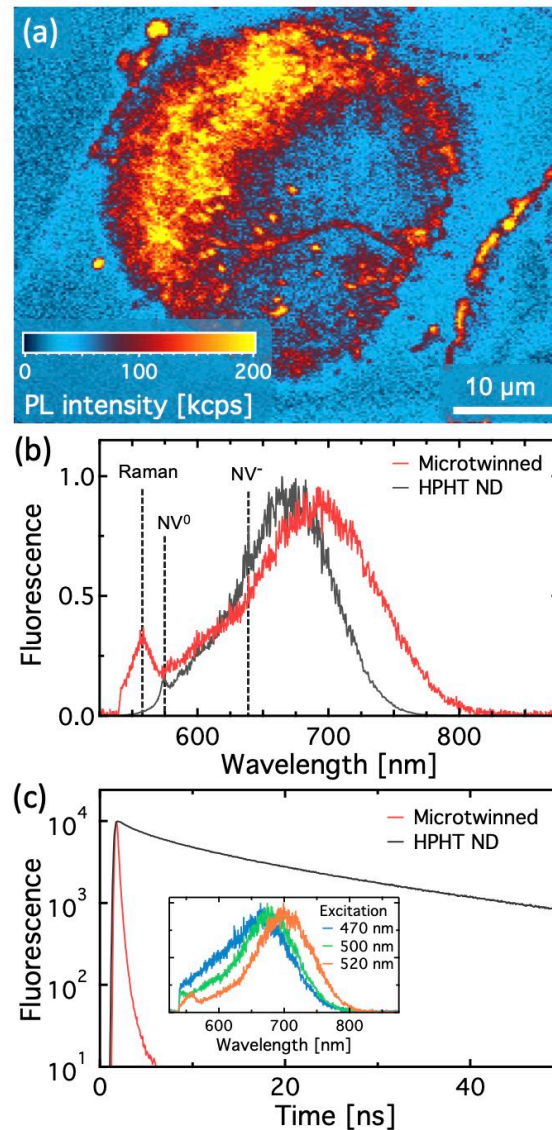 (a)
0 100 200
PL intensity [kcps]
10 µm
(b)
Raman
NV⁰
NV⁻
Microtwinned
HPHT ND
1.0
0.5
0.0
Fluorescence
600 700 800
Wavelength [nm]
(c)
Microtwinned
HPHT ND
10⁴
10³
10²
10¹
Fluorescence
Excitation
470 nm
500 nm
520 nm
600 700 800
Wavelength [nm]
0 20 40
Time [ns]